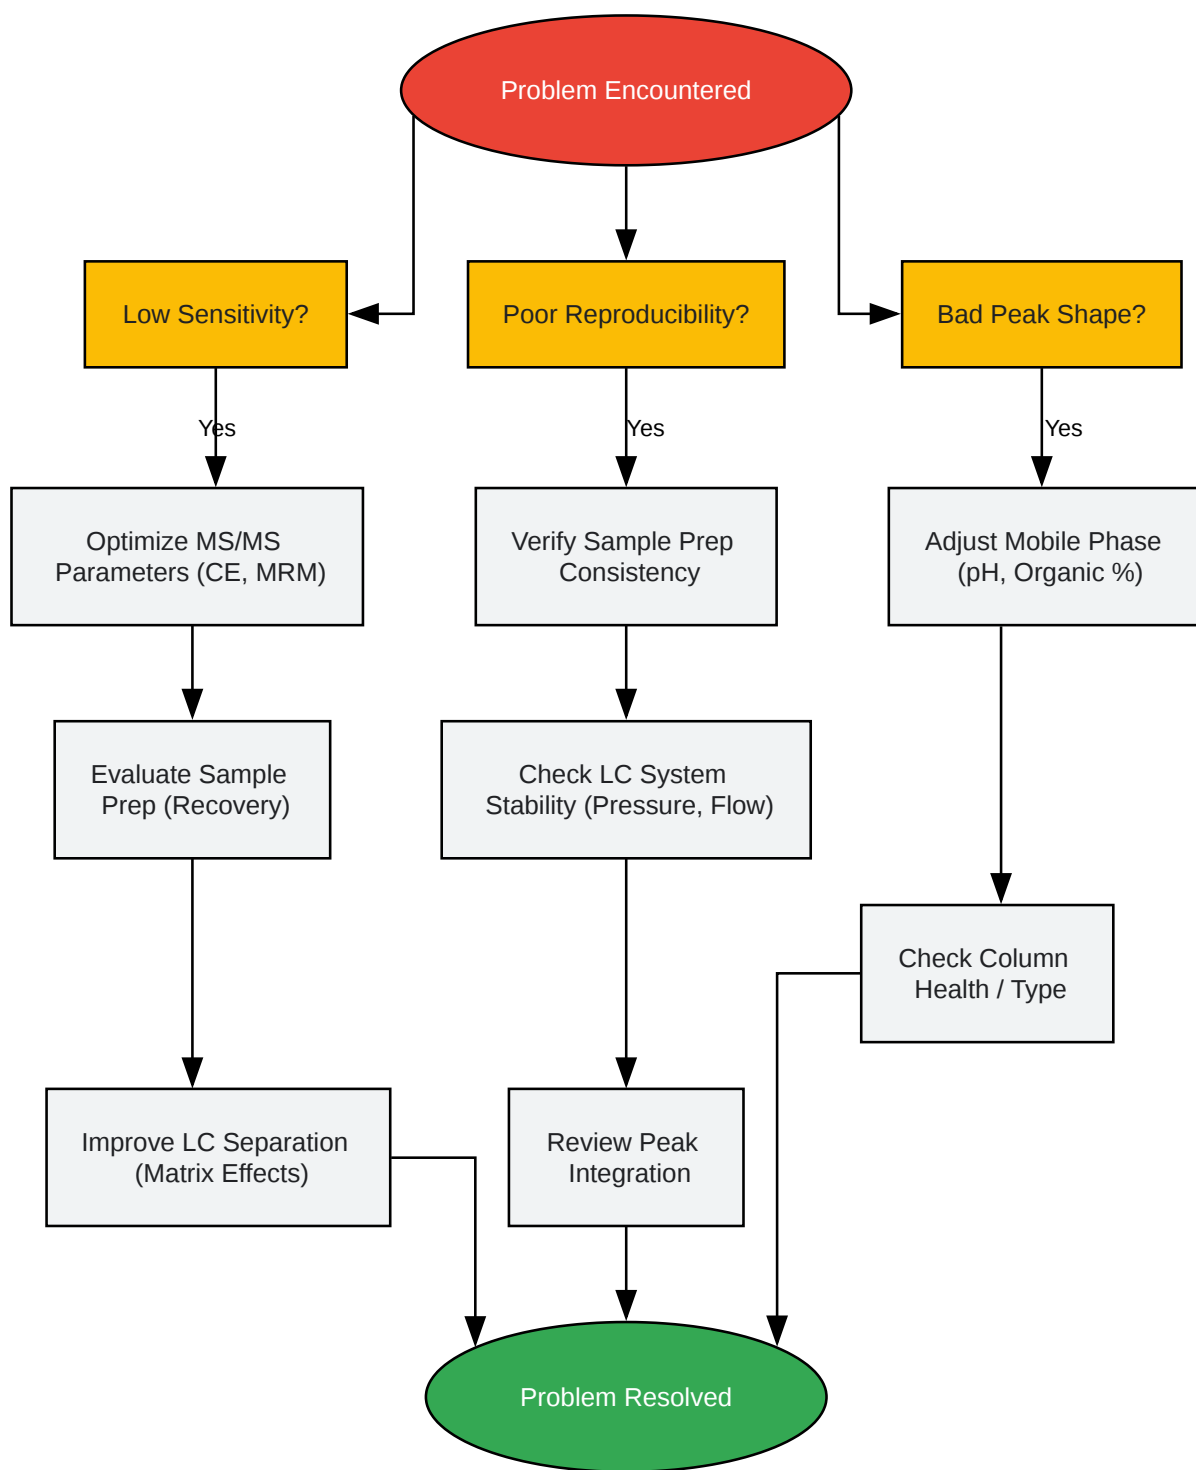 Problem Encountered
Low Sensitivity?
Poor Reproducibility?
Bad Peak Shape?
Yes
Yes
Yes
Optimize MS/MS
Parameters (CE, MRM)
Verify Sample Prep
Consistency
Adjust Mobile Phase
(pH, Organic %)
Evaluate Sample
Prep (Recovery)
Check LC System
Stability (Pressure, Flow)
Check Column
Health / Type
Improve LC Separation
(Matrix Effects)
Review Peak
Integration
Problem Resolved